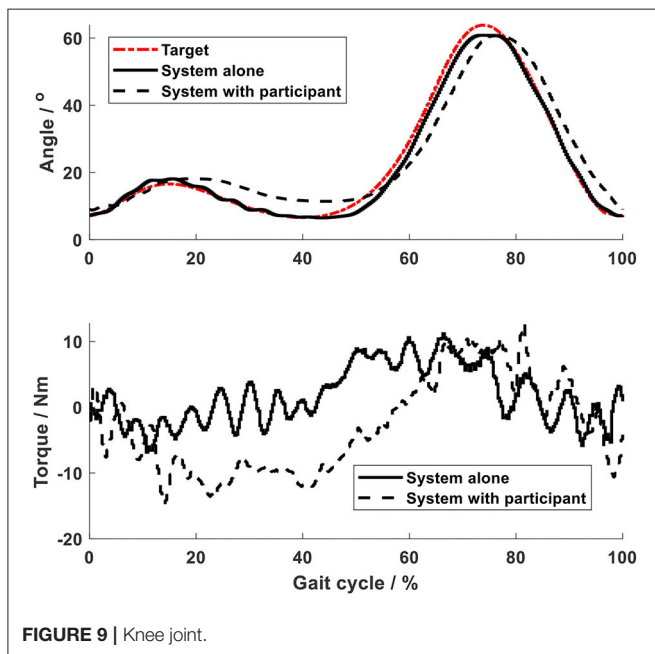 60
40
20
0
Angle / °
Target
System alone
System with participant
0 20 40 60 80 100
10
0
-10
-20
Torque / Nm
System alone
System with participant
0 20 40 60 80 100
Gait cycle / %
FIGURE 9 | Knee joint.